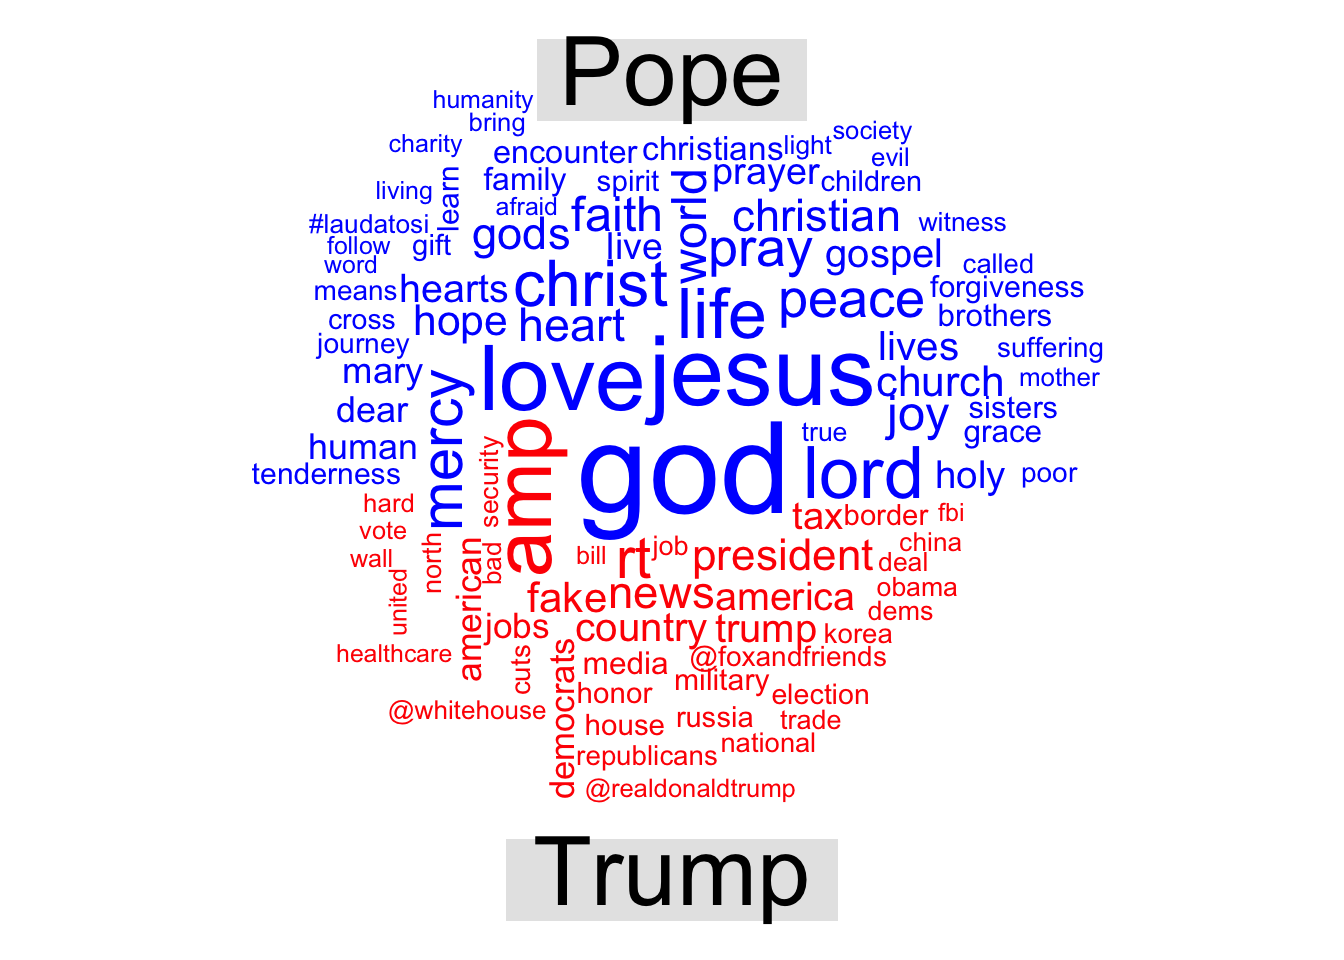 Pope
humanity
bring
charity
encounter
christians
light
society
evil
living
learn
family
spirit
prayer
children
afraid
#laudatosi
follow
gift
gods
faith
live
world
christian
witness
word
pray
gospel
called
means
hearts
christ
life
peace
forgiveness
cross
hope
heart
brothers
journey
lives
suffering
mary
mercy
love
jesus
church
mother
dear
joy
sisters
human
true
grace
tenderness
god
lord
holy
poor
security
amp
hard
tax
border
fbi
vote
wall
north
american
bad
bill
rt
job
president
china
deal
united
fake
news
america
obama
dems
jobs
country
trump
korea
healthcare
cuts
democrats
media
@foxandfriends
military
honor
election
@whitehouse
house
russia
trade
republicans
national
@realdonaldtrump
Trump